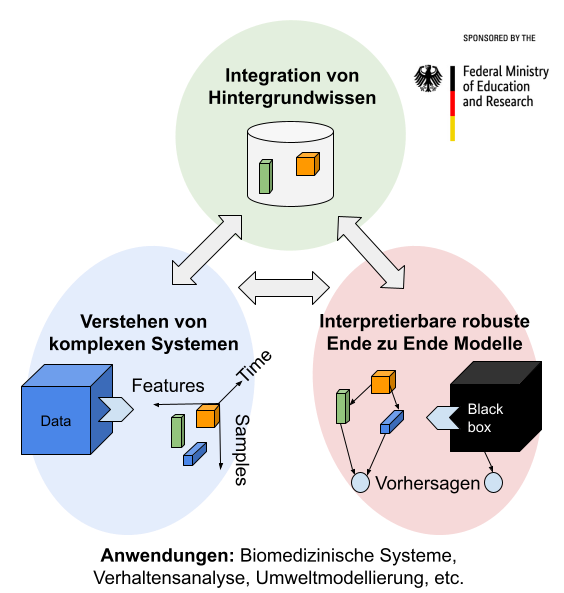 SPONSORED BY THE
Federal Ministry
of Education
and Research
Integration von
Hintergrundwissen
Verstehen von
komplexen Systemen
Data
Features
Time
Samples
Interpretierbare robuste
Ende zu Ende Modelle
Black
box
Vorhersagen
Anwendungen: Biomedizinische Systeme,
Verhaltensanalyse, Umweltmodellierung, etc.